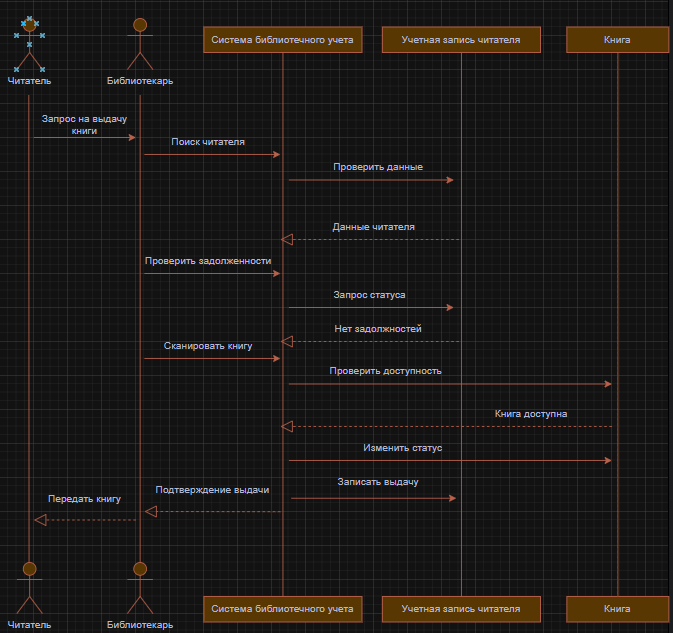 Система библиотечного учета
Учетная запись читателя
Книга
Читатель
Библиотекарь
Запрос на выдачу
книги
Поиск читателя
Проверить данные
Данные читателя
Проверить задолженности
Запрос статуса
Нет задолжностей
Сканировать книгу
Проверить доступность
Книга доступна
Изменить статус
Записать выдачу
Подтверждение выдачи
Передать книгу
Система библиотечного учета
Учетная запись читателя
Книга
Читатель
Библиотекарь